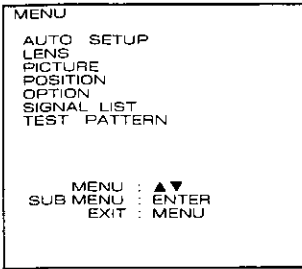 MENU
AUTO SETUP
LENS
PICTURE
POSITION
OPTION
SIGNAL LIST
TEST PATTERN
MENU : ▲▼
SUB MENU : ENTER
EXIT : MENU